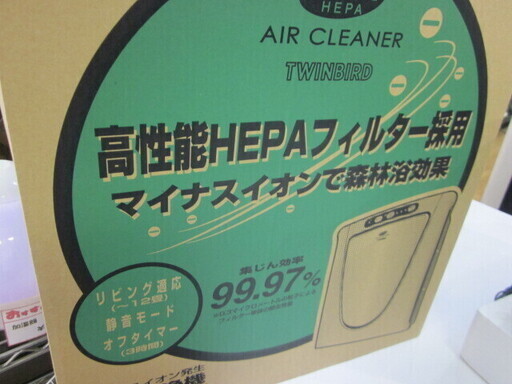 HEPA
AIR CLEANER
TWINBIRD
高性能HEPAフィルター採用
マイナスイオンで森林浴効果
集じん効率
99.97%
リビング適応
(〜12畳)
静音モード
オフタイマー
(3時間)
イオン発生